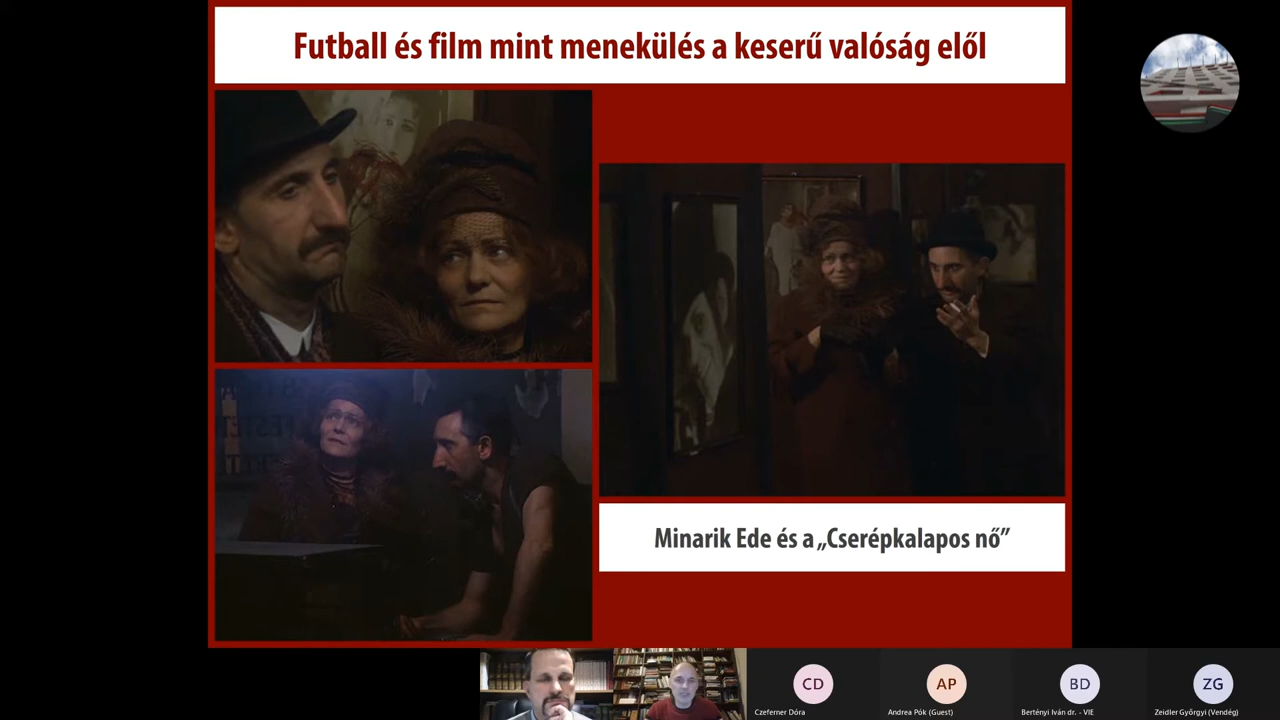 Futball és film mint menekülés a keserű valóság elől
Minarik Ede és a „Cserépkalapos nő”
CD
AP
BD
ZG
Czeferner Dóra
Andrea Pók (Guest)
Bertényi Iván dr. - VIE
Zeidler Györgyi (Vendég)